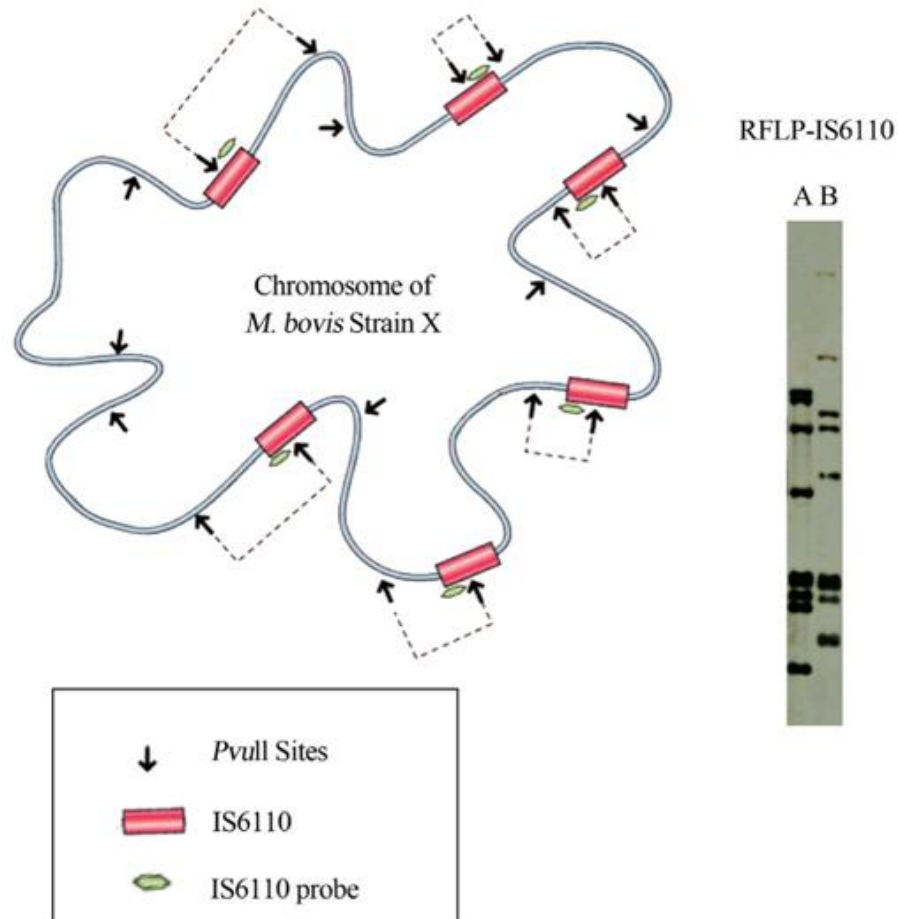 RFLP-IS6110
A B
Chromosome of
M. bovis Strain X
PvuII Sites
IS6110
IS6110 probe